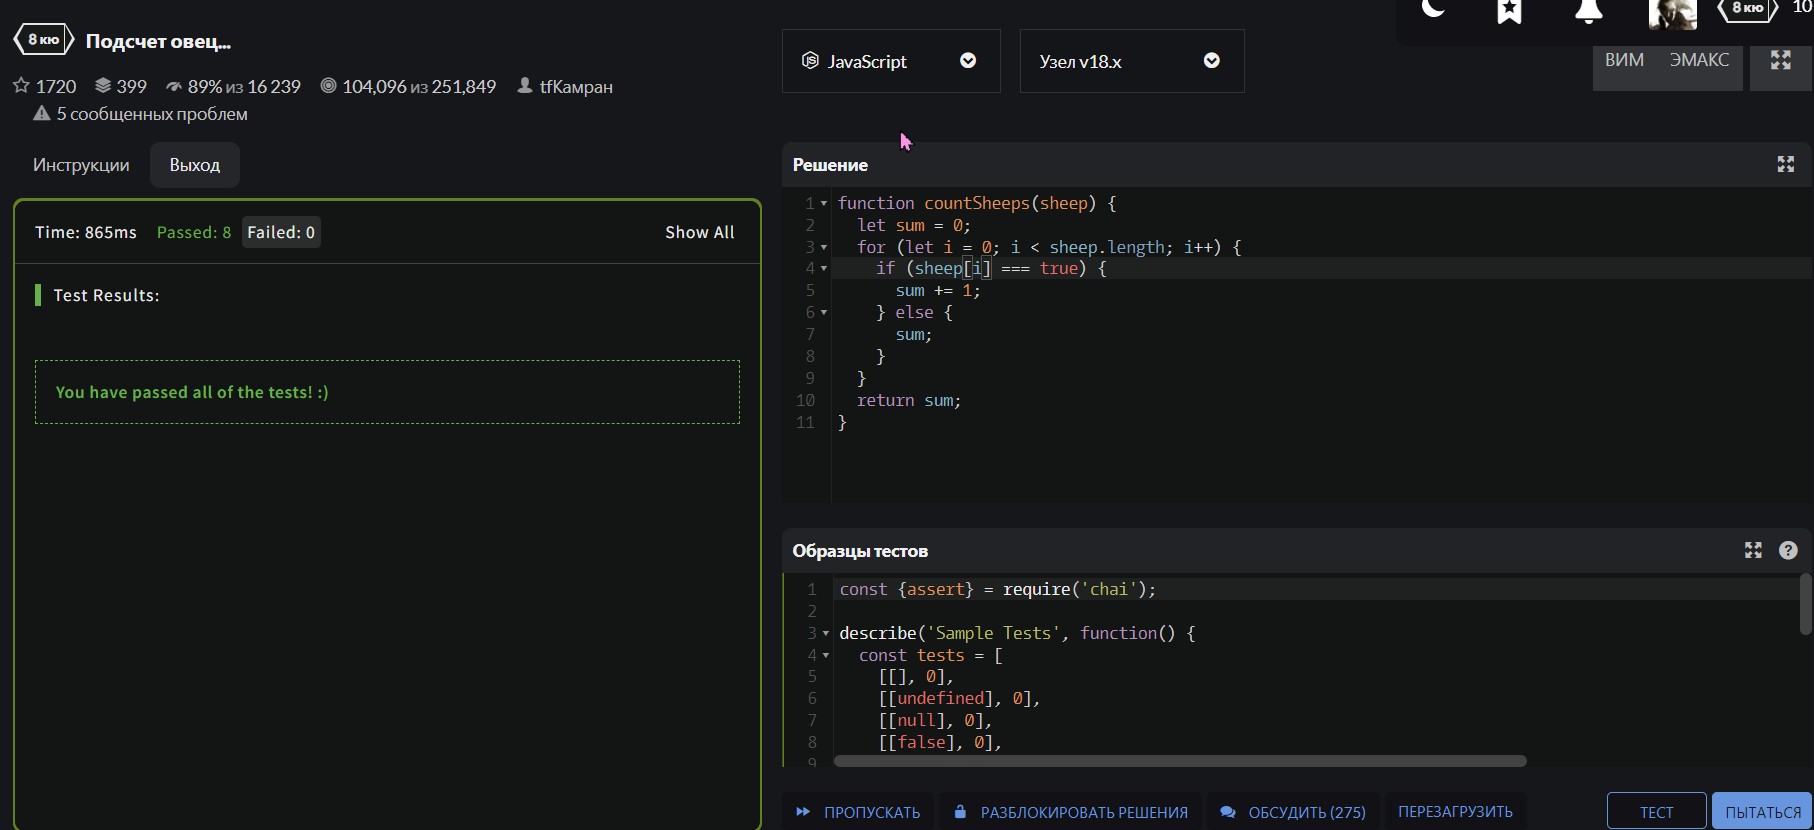 8 кю Подсчет овец...
1720 399 89% из 16 239 104,096 из 251,849 tfКамран
5 сообщенных проблем
Инструкции Выход
Time: 865ms Passed: 8 Failed: 0 Show All
Test Results:
You have passed all of the tests! :)
8 кю 10
JavaScript Узел v18.x ВИМ ЭМАКС
Решение
1 function countSheeps(sheep) {
2 let sum = 0;
3 for (let i = 0; i < sheep.length; i++) {
4 if (sheep[i] === true) {
5 sum += 1;
6 } else {
7 sum;
8 }
9 }
10 return sum;
11 }
Образцы тестов
1 const {assert} = require('chai');
2
3 describe('Sample Tests', function() {
4 const tests = [
5 [[], 0],
6 [[undefined], 0],
7 [[null], 0],
8 [[false], 0],
9
ПРОПУСКАТЬ РАЗБЛОКИРОВАТЬ РЕШЕНИЯ ОБСУДИТЬ (275) ПЕРЕЗАГРУЗИТЬ ТЕСТ ПЫТАТЬСЯ